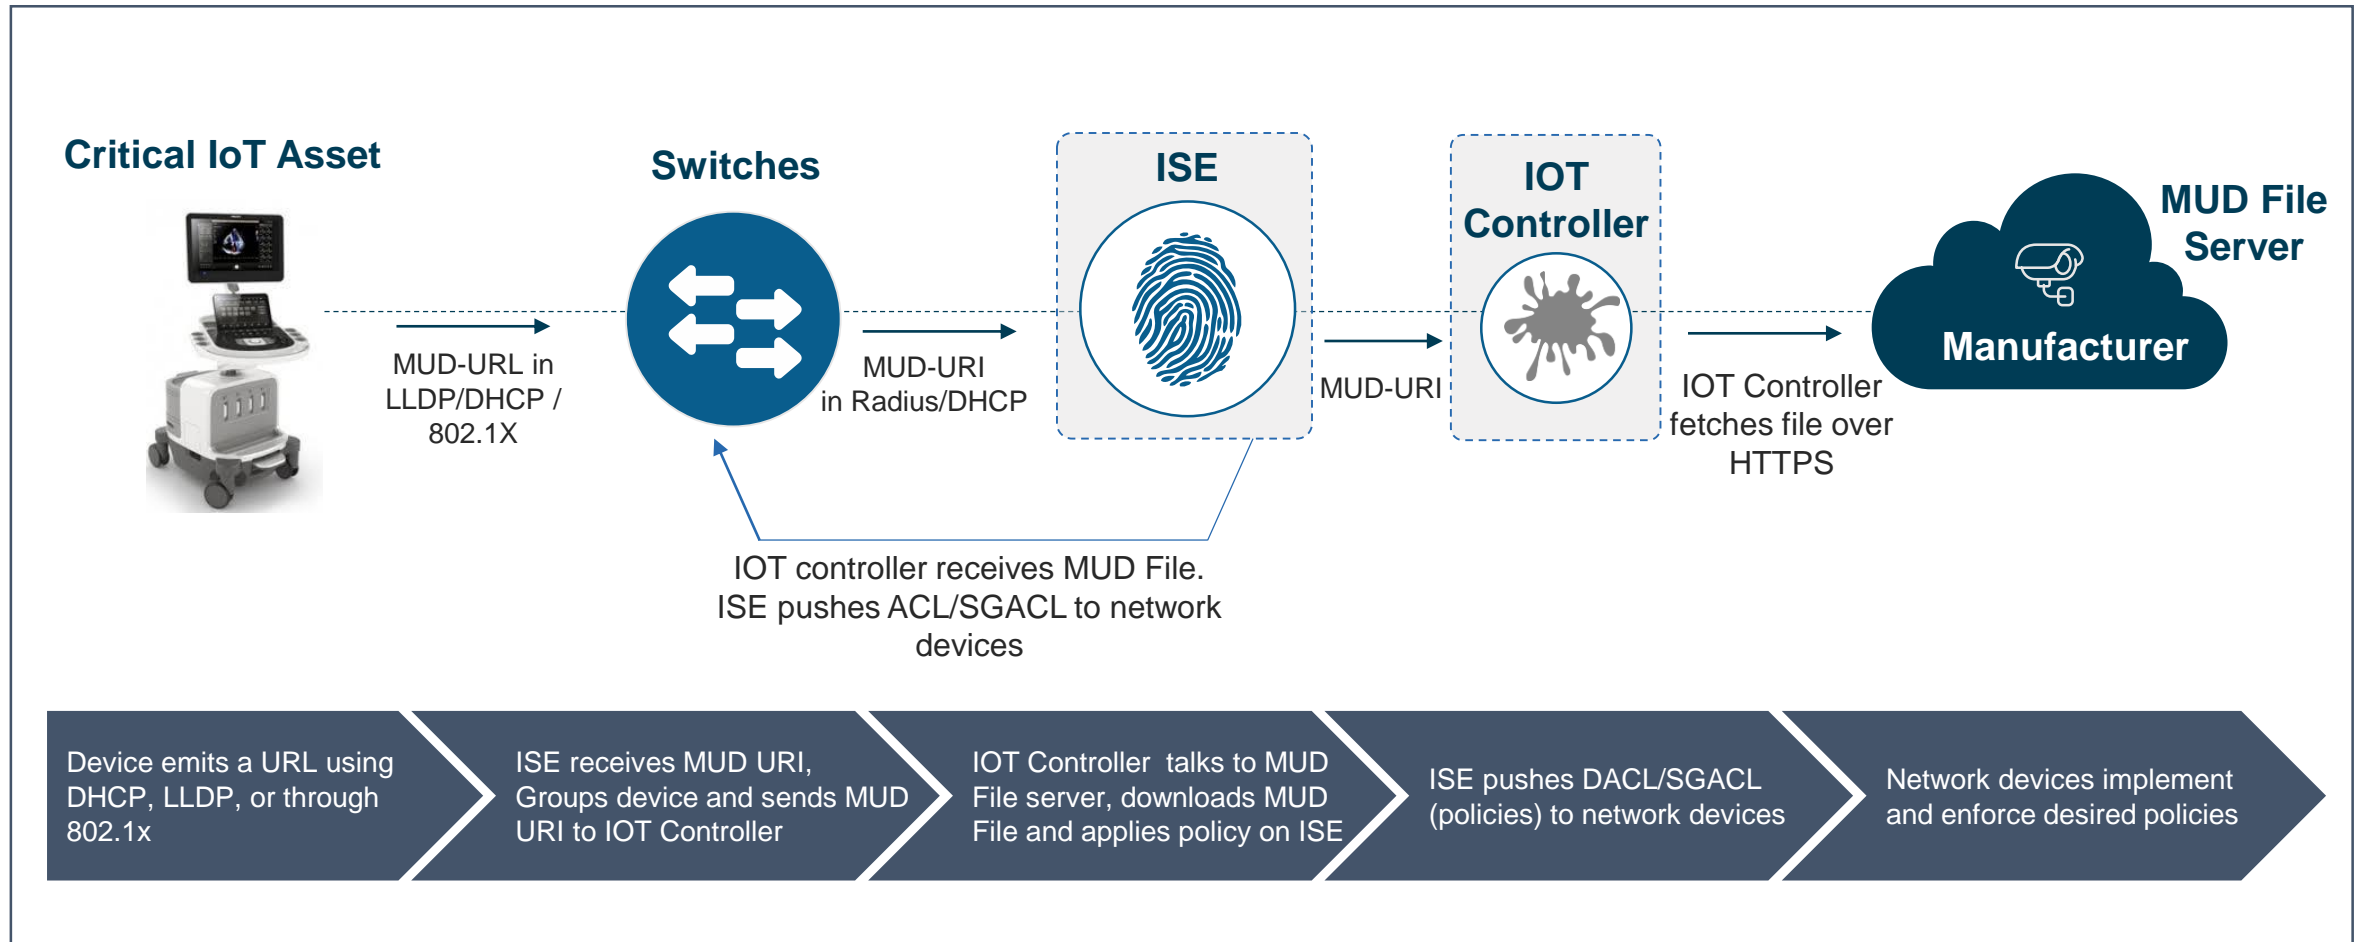 Critical IoT Asset
Switches
ISE
IOT
Controller
MUD File
Server
Manufacturer
MUD-URL in
LLDP/DHCP /
802.1X
MUD-URI
in Radius/DHCP
MUD-URI
IOT Controller
fetches file over
HTTPS
IOT controller receives MUD File.
ISE pushes ACL/SGACL to network
devices
Device emits a URL using
DHCP, LLDP, or through
802.1x
ISE receives MUD URI,
Groups device and sends MUD
URI to IOT Controller
IOT Controller  talks to MUD
File server, downloads MUD
File and applies policy on ISE
ISE pushes DACL/SGACL
(policies) to network devices
Network devices implement
and enforce desired policies